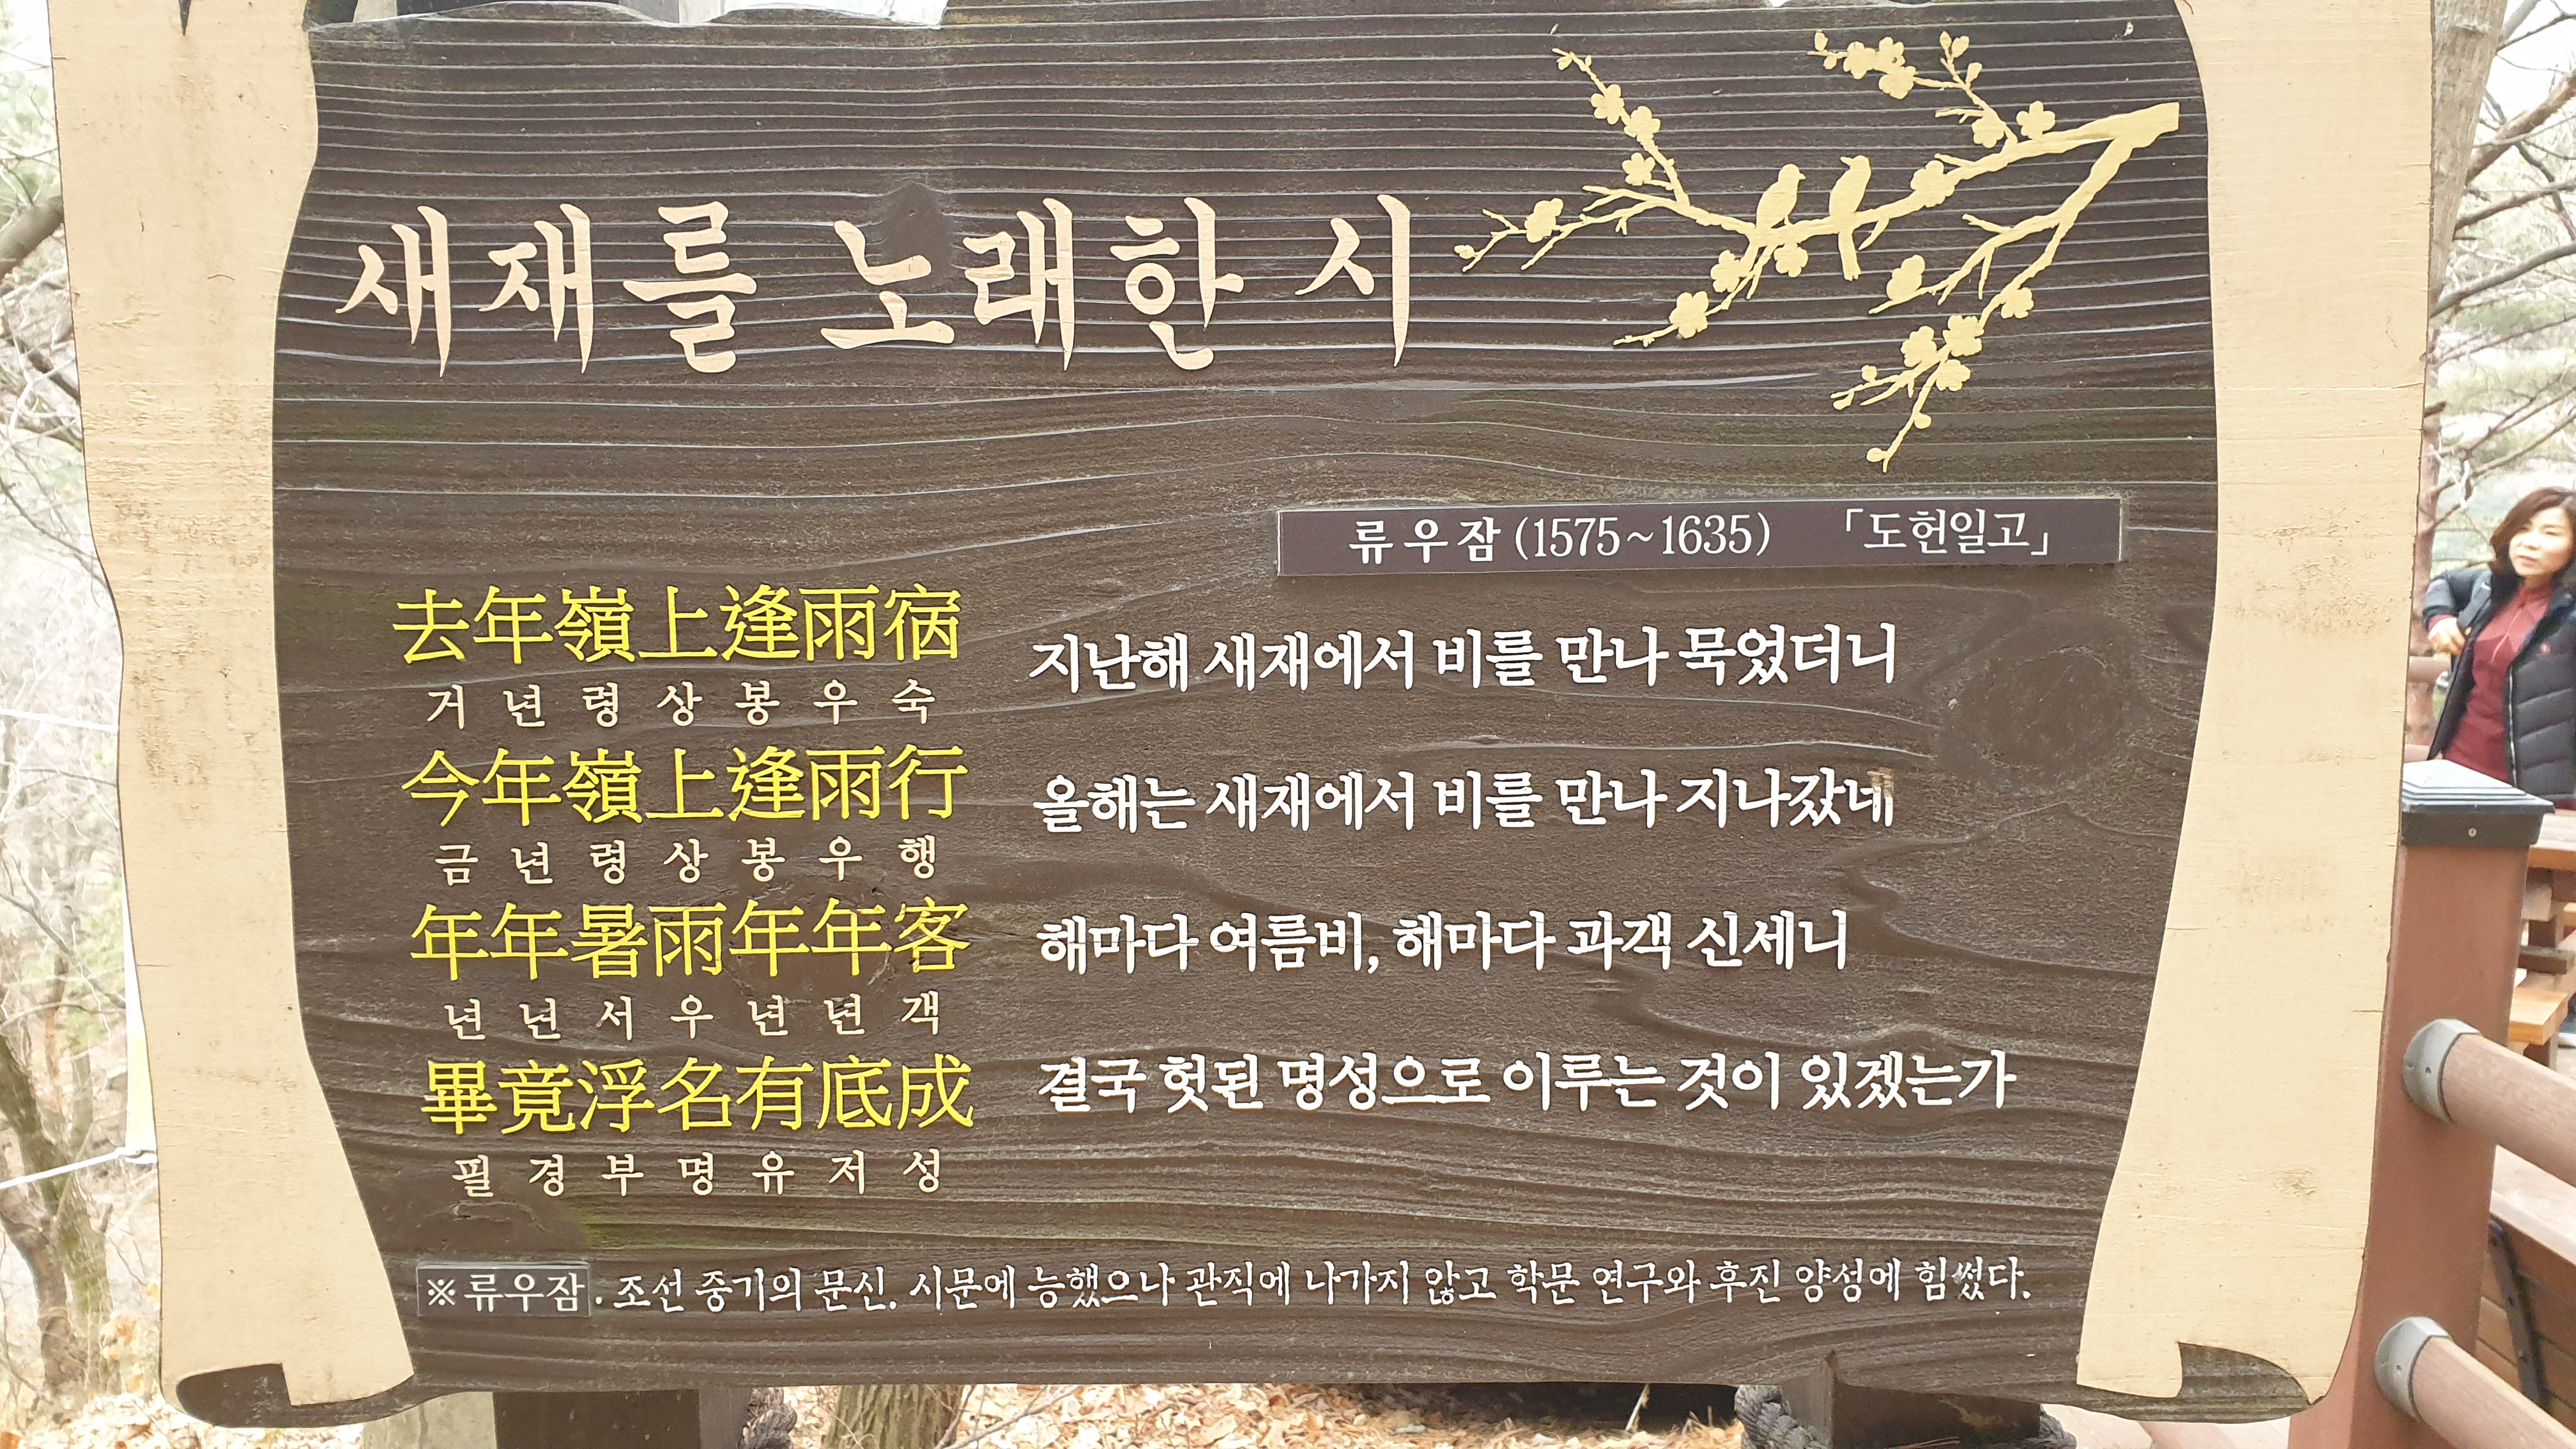 새재를 노래한 시
류우잠 (1575~1635) 「도헌일고」
去年嶺上逢雨宿
거 년 령 상 봉 우 숙
지난해 새재에서 비를 만나 묵었더니
今年嶺上逢雨行
금 년 령 상 봉 우 행
올해는 새재에서 비를 만나 지나갔네
年年暑雨年年客
년 년 서 우 년 년 객
해마다 여름비, 해마다 과객 신세니
畢竟浮名有底成
필 경 부 명 유 저 성
결국 헛된 명성으로 이루는 것이 있겠는가
※류우잠. 조선 중기의 문신. 시문에 능했으나 관직에 나가지 않고 학문 연구와 후진 양성에 힘썼다.